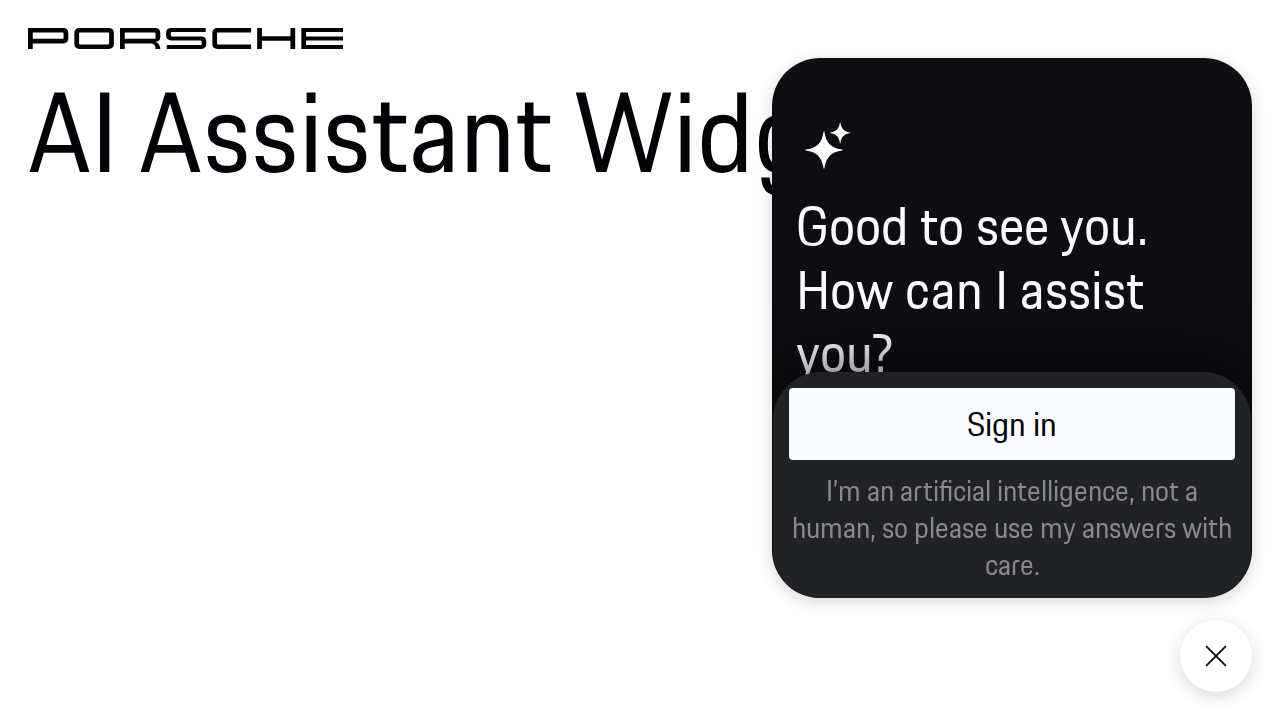 PORSCHE
AI Assistant Widg
Good to see you.
How can I assist
you?
Sign in
I'm an artificial intelligence, not a
human, so please use my answers with
care.